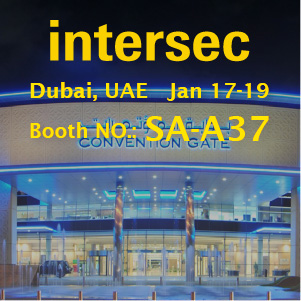 intersec
Dubai, UAE Jan 17-19
Booth NO.: SA-A37
CONVENTION GATE